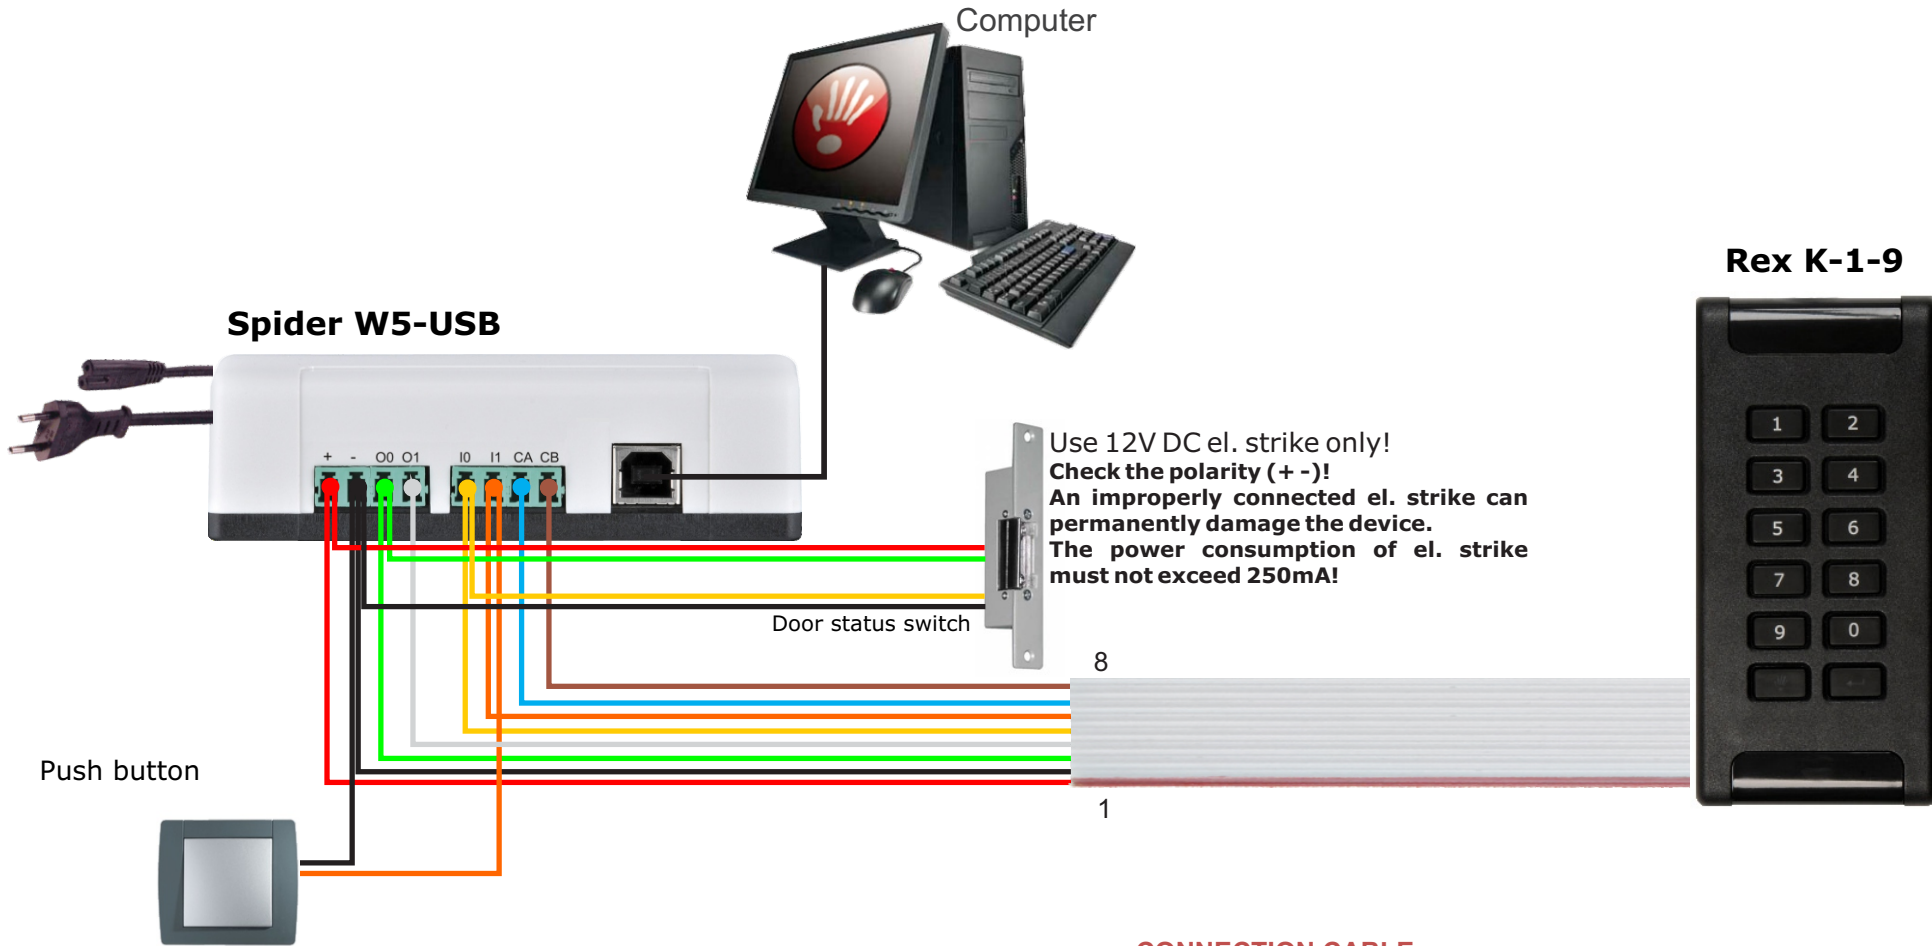 Computer
Rex K-1-9
Spider W5-USB
+ - O0 O1 I0 I1 CA CB
Use 12V DC el. strike only!
Check the polarity (+ -)!
An improperly connected el. strike can
permanently damage the device.
The power consumption of el. strike
must not exceed 250mA!
Door status switch
1 2
3 4
5 6
7 8
9 0
8
Push button
1
CONNECTION CABLE